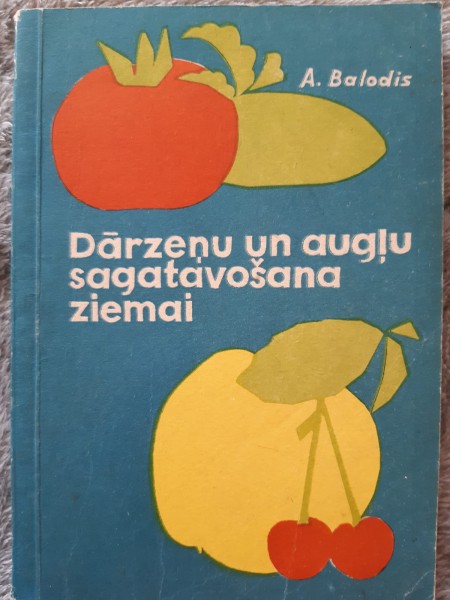 A. Balodis
Dārzeņu un augļu
sagatavošana
ziemai